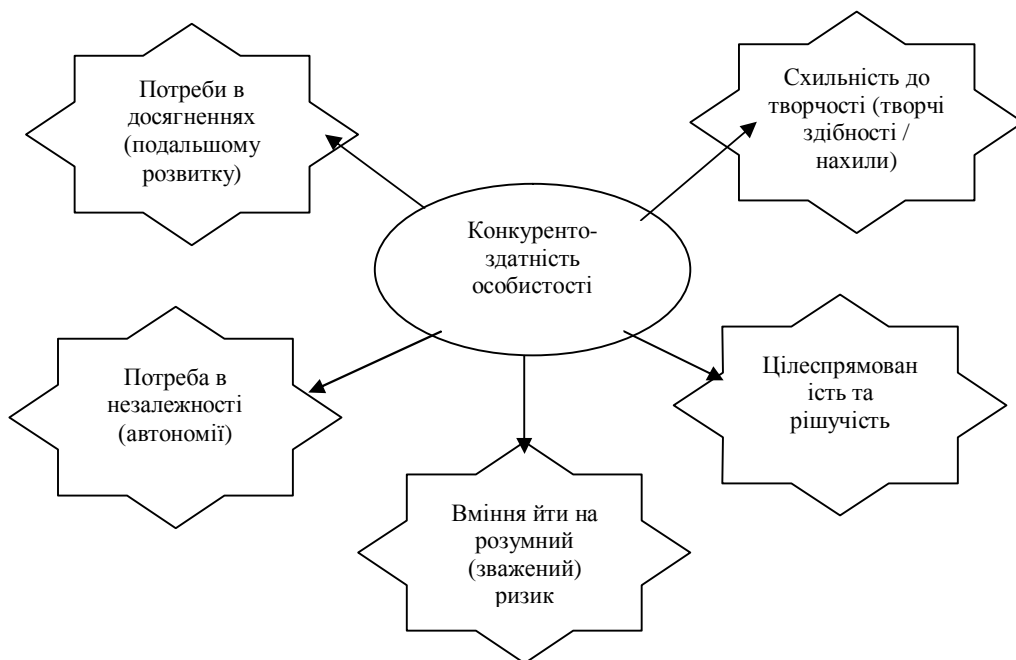 Потреби в
досягненнях
(подальшому
розвитку)
Схильність до
творчості (творчі
здібності /
нахили)
Конкуренто-
здатність
особистості
Потреба в
незалежності
(автономії)
Цілеспрямован
ість та
рішучість
Вміння йти на
розумний
(зважений)
ризик